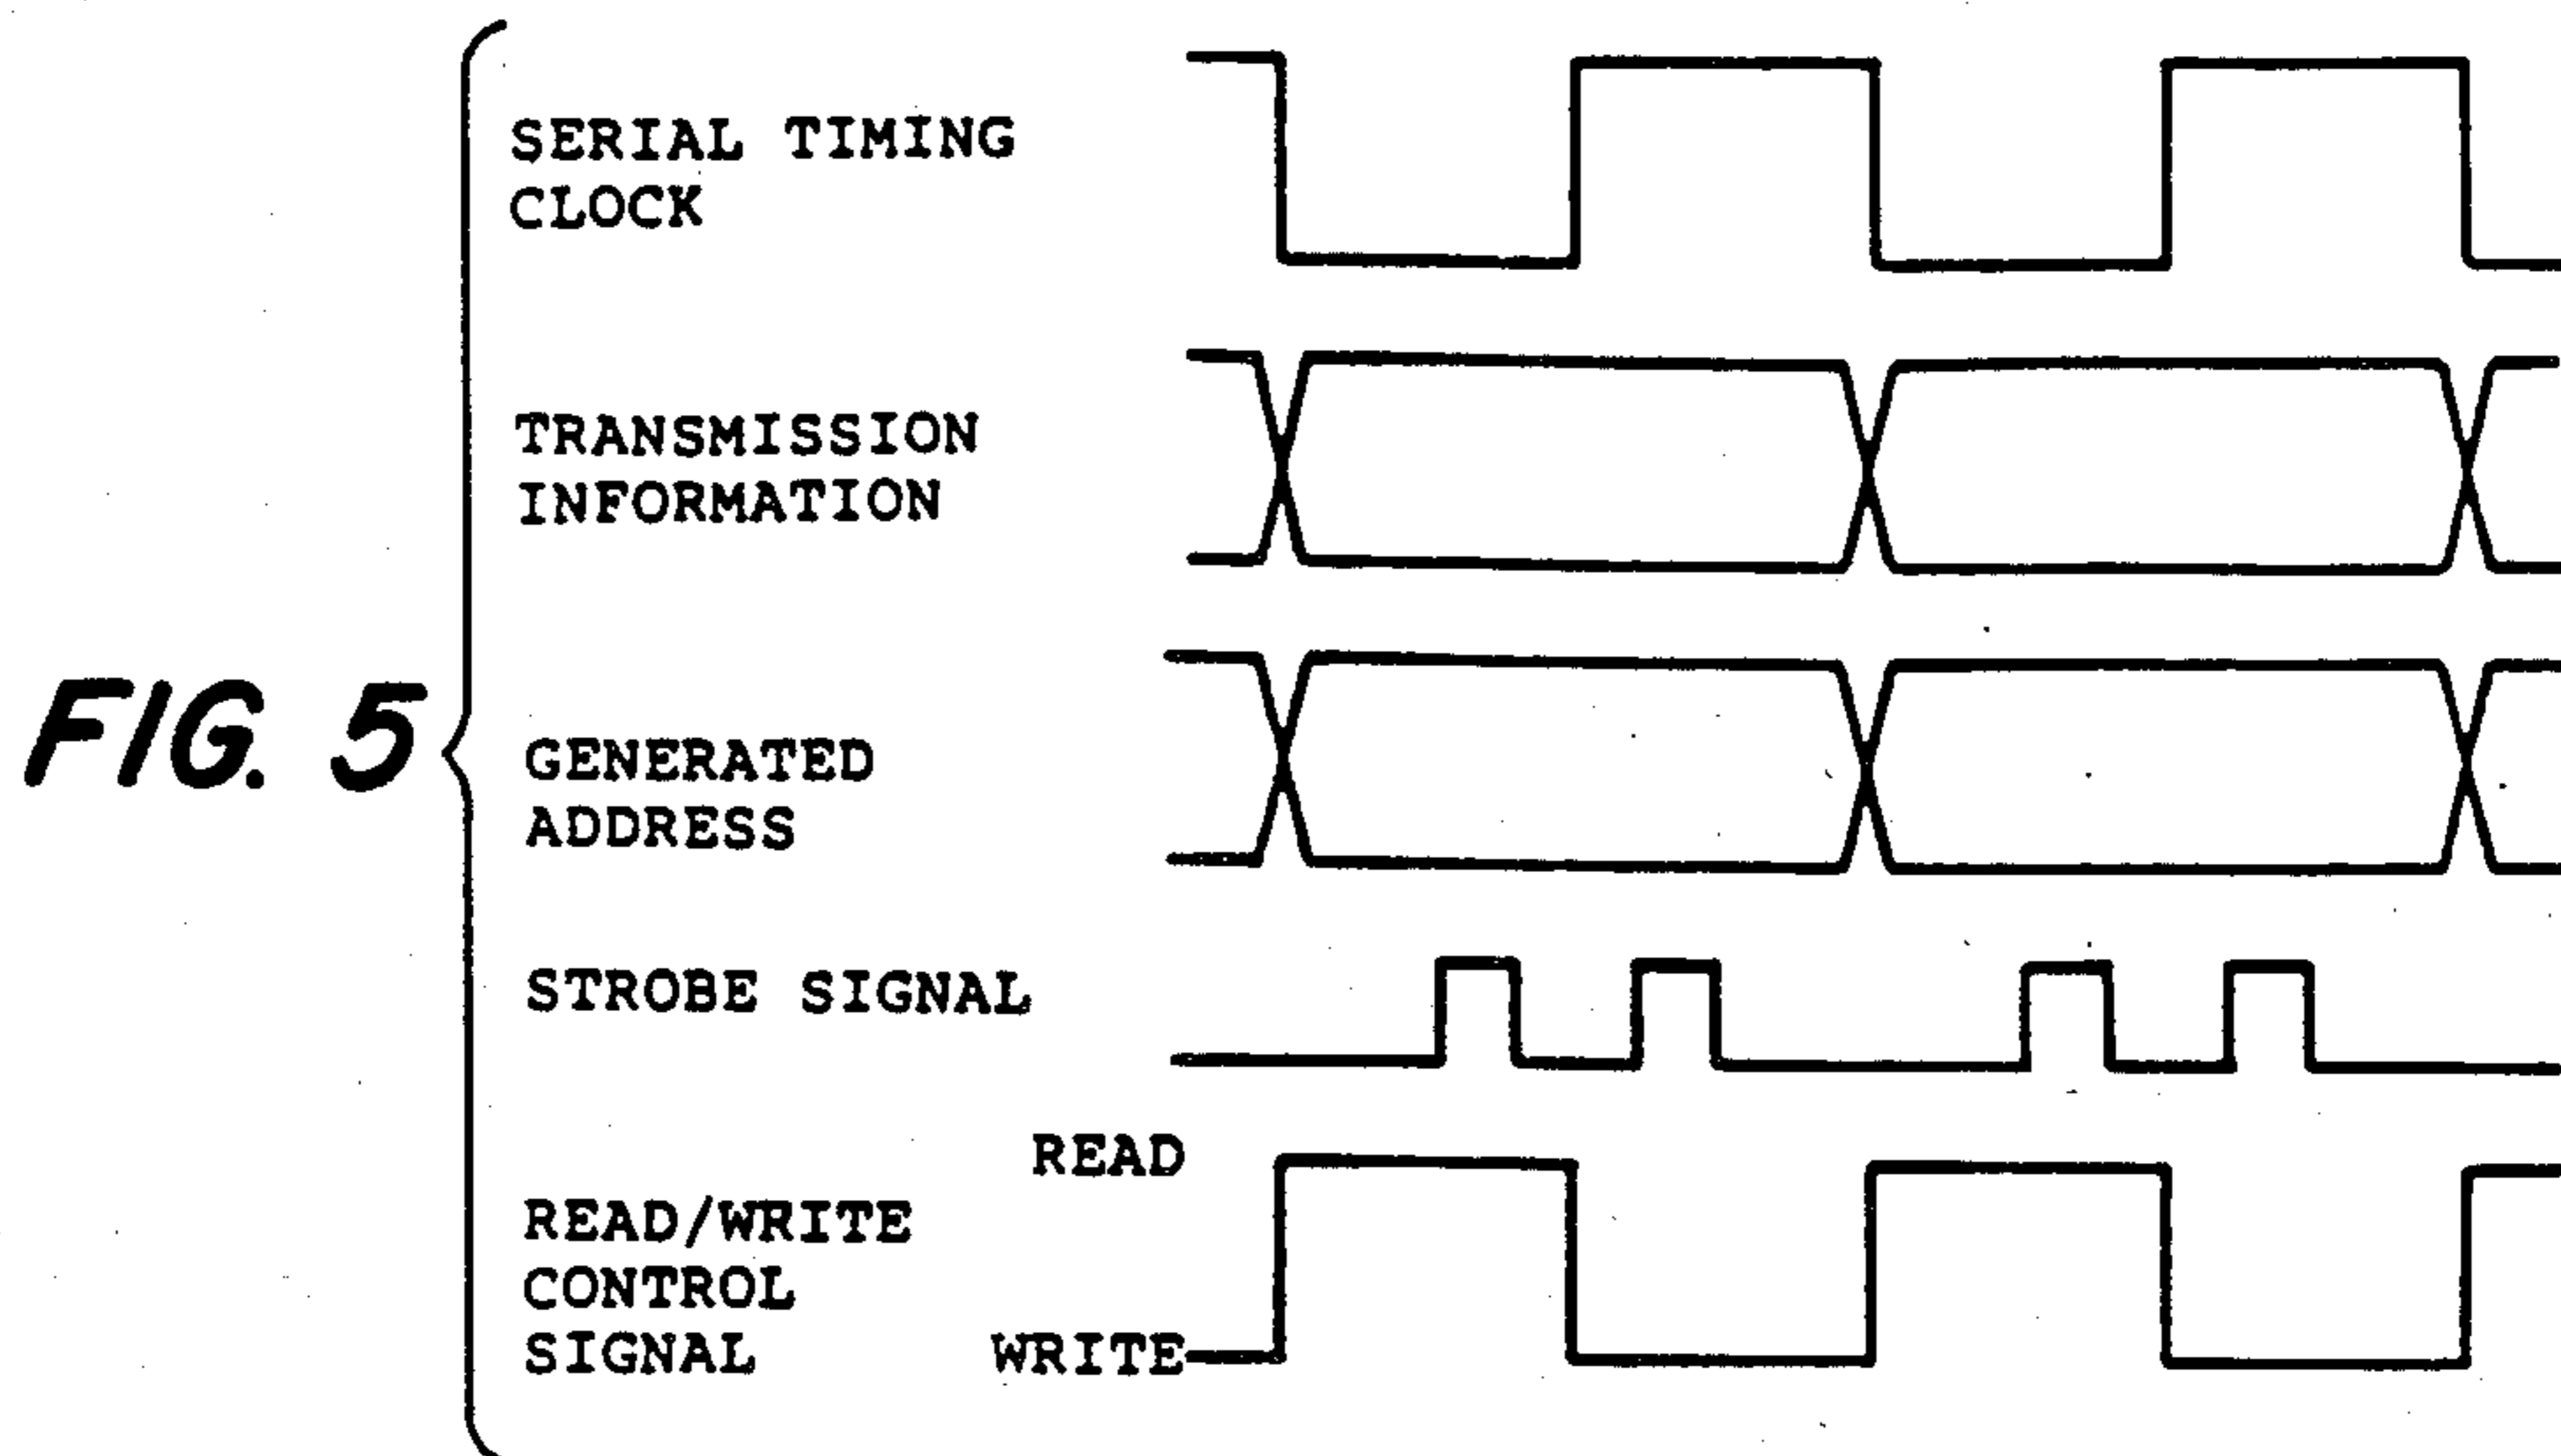 FIG. 5
SERIAL TIMING
CLOCK
TRANSMISSION
INFORMATION
GENERATED
ADDRESS
STROBE SIGNAL
READ
READ/WRITE
CONTROL
SIGNAL
WRITE